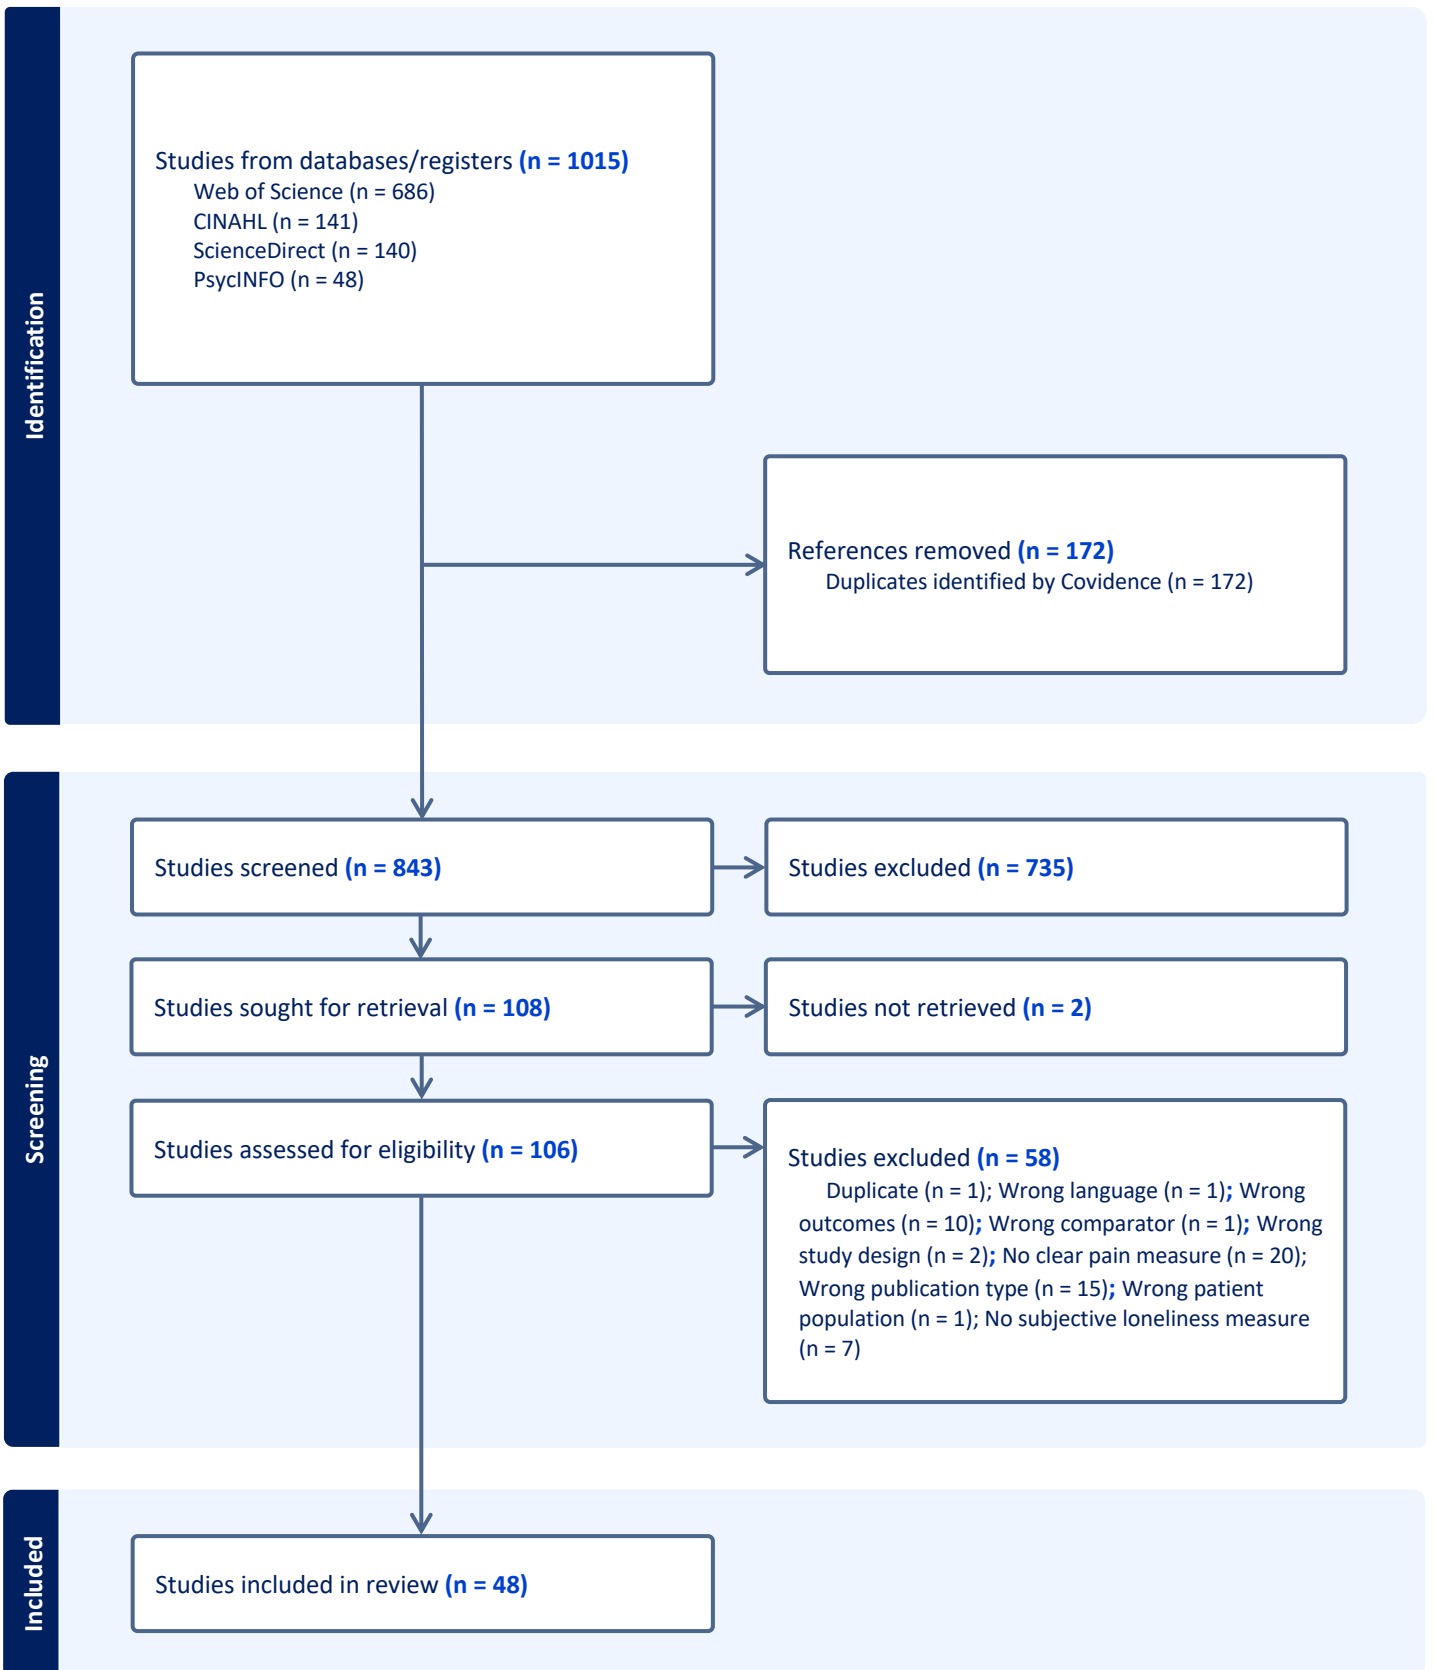 Identification
Studies from databases/registers (n = 1015)
Web of Science (n = 686)
CINAHL (n = 141)
ScienceDirect (n = 140)
PsycINFO (n = 48)
References removed (n = 172)
Duplicates identified by Covidence (n = 172)
Screening
Studies screened (n = 843)
Studies excluded (n = 735)
Studies sought for retrieval (n = 108)
Studies not retrieved (n = 2)
Studies assessed for eligibility (n = 106)
Studies excluded (n = 58)
Duplicate (n = 1); Wrong language (n = 1); Wrong
outcomes (n = 10); Wrong comparator (n = 1); Wrong
study design (n = 2); No clear pain measure (n = 20);
Wrong publication type (n = 15); Wrong patient
population (n = 1); No subjective loneliness measure
(n = 7)
Included
Studies included in review (n = 48)